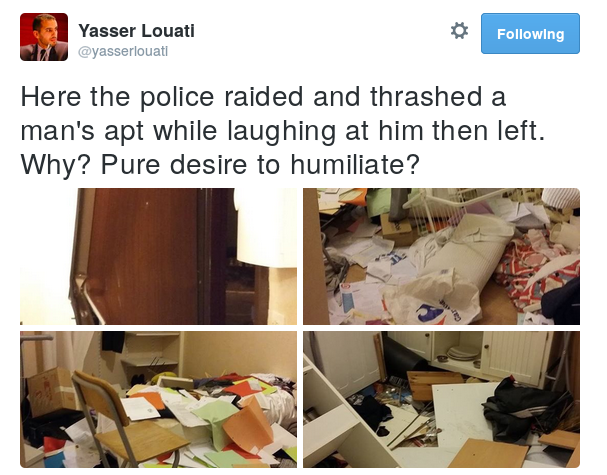 Yasser Louati
@yasserlouati
Following
Here the police raided and thrashed a
man's apt while laughing at him then left.
Why? Pure desire to humiliate?